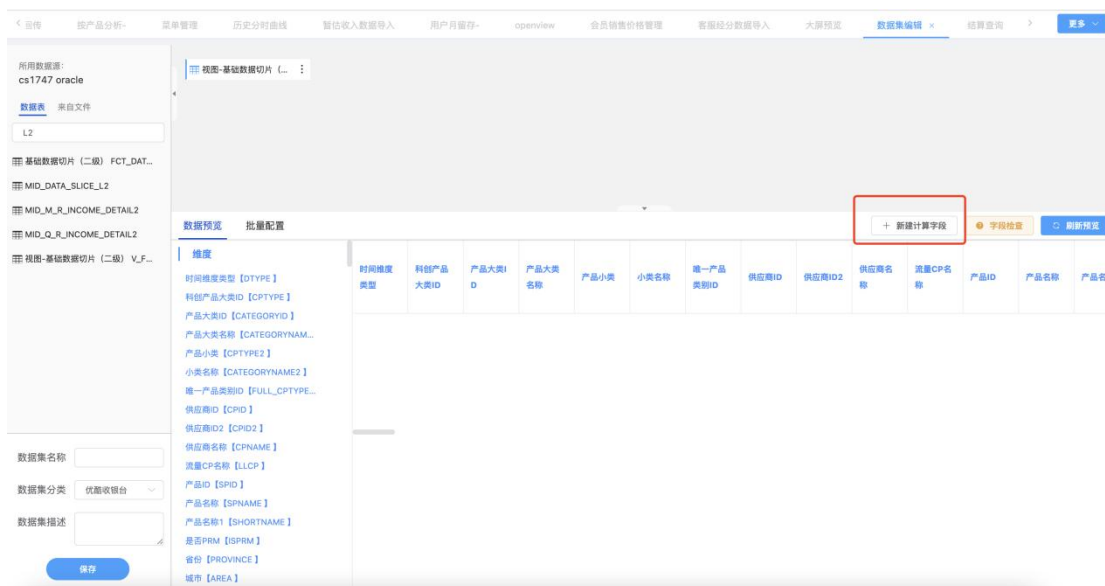 宣传 按产品分析- 菜单管理 历史分时曲线 暂估收入数据导入 用户月留存- openview 会员销售价格管理 客服经分数据导入 大屏预览 数据集编辑 × 结算查询 更多
所用数据源:
cs1747 oracle
数据表 来自文件
L2
基础数据切片（二级） FCT_DAT...
MID_DATA_SLICE_L2
MID_M_R_INCOME_DETAIL2
MID_Q_R_INCOME_DETAIL2
视图-基础数据切片（二级） V_F...
数据集名称
数据集分类 优酷收银台
数据集描述
保存
视图-基础数据切片（...
数据预览 批量配置
+ 新建计算字段 字段检查 刷新预览
维度
时间维度类型【DTYPE】
科创产品大类ID【CPTYPE】
产品大类ID【CATEGORYID】
产品大类名称【CATEGORYNAM...
产品小类【CPTYPE2】
小类名称【CATEGORYNAME2】
唯一产品类别ID【FULL_CPTYPE...
供应商ID【CPID】
供应商ID2【CPID2】
供应商名称【CPNAME】
流量CP名称【LLCP】
产品ID【SPID】
产品名称【SPNAME】
产品名称1【SHORTNAME】
是否PRM【ISPRM】
省份【PROVINCE】
城市【AREA】
时间维度 科创产品 产品大类I 产品大类 产品小类 小类名称 唯一产品 供应商ID 供应商ID2 供应商名 流量CP名 产品ID 产品名称 产品名
类型 大类ID D 名称 类别ID 称 称